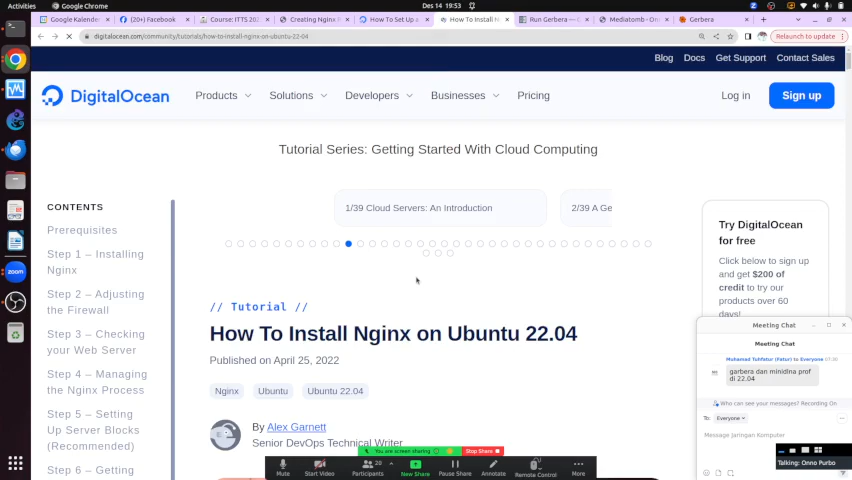 Activities
Google Chrome
Des 14 19:53
Google Kalender
(20+) Facebook
Course: ITTS 202
Creating Nginx
How To Set Up
How To Install N
Run Gerbera —
Mediatomb - On
Gerbera
digitalocean.com/community/tutorials/how-to-install-nginx-on-ubuntu-22-04
Relaunch to update
Blog Docs Get Support Contact Sales
DigitalOcean
Products Solutions Developers Businesses Pricing
Log in Sign up
Tutorial Series: Getting Started With Cloud Computing
1/39 Cloud Servers: An Introduction
2/39 A Ge
CONTENTS
Prerequisites
Step 1 – Installing
Nginx
Step 2 – Adjusting
the Firewall
Step 3 – Checking
your Web Server
Step 4 – Managing
the Nginx Process
Step 5 – Setting
Up Server Blocks
(Recommended)
Step 6 – Getting
// Tutorial //
How To Install Nginx on Ubuntu 22.04
Published on April 25, 2022
Nginx Ubuntu Ubuntu 22.04
By Alex Garnett
Senior DevOps Technical Writer
Try DigitalOcean
for free
Click below to sign up
and get $200 of
credit to try our
products over 60
days!
Meeting Chat
Meeting Chat
Muhamad Tuhfatur (Fatur) to Everyone 07:30
garbera dan minidlna prof
di 22.04
Who can see your messages? Recording On
To: Everyone
Message Jaringan Komputer
Talking: Onno Purbo
You are screen sharing
Stop Share
Mute
Start Video
Participants
20
New Share
Pause Share
Annotate
Remote Control
More
zoom